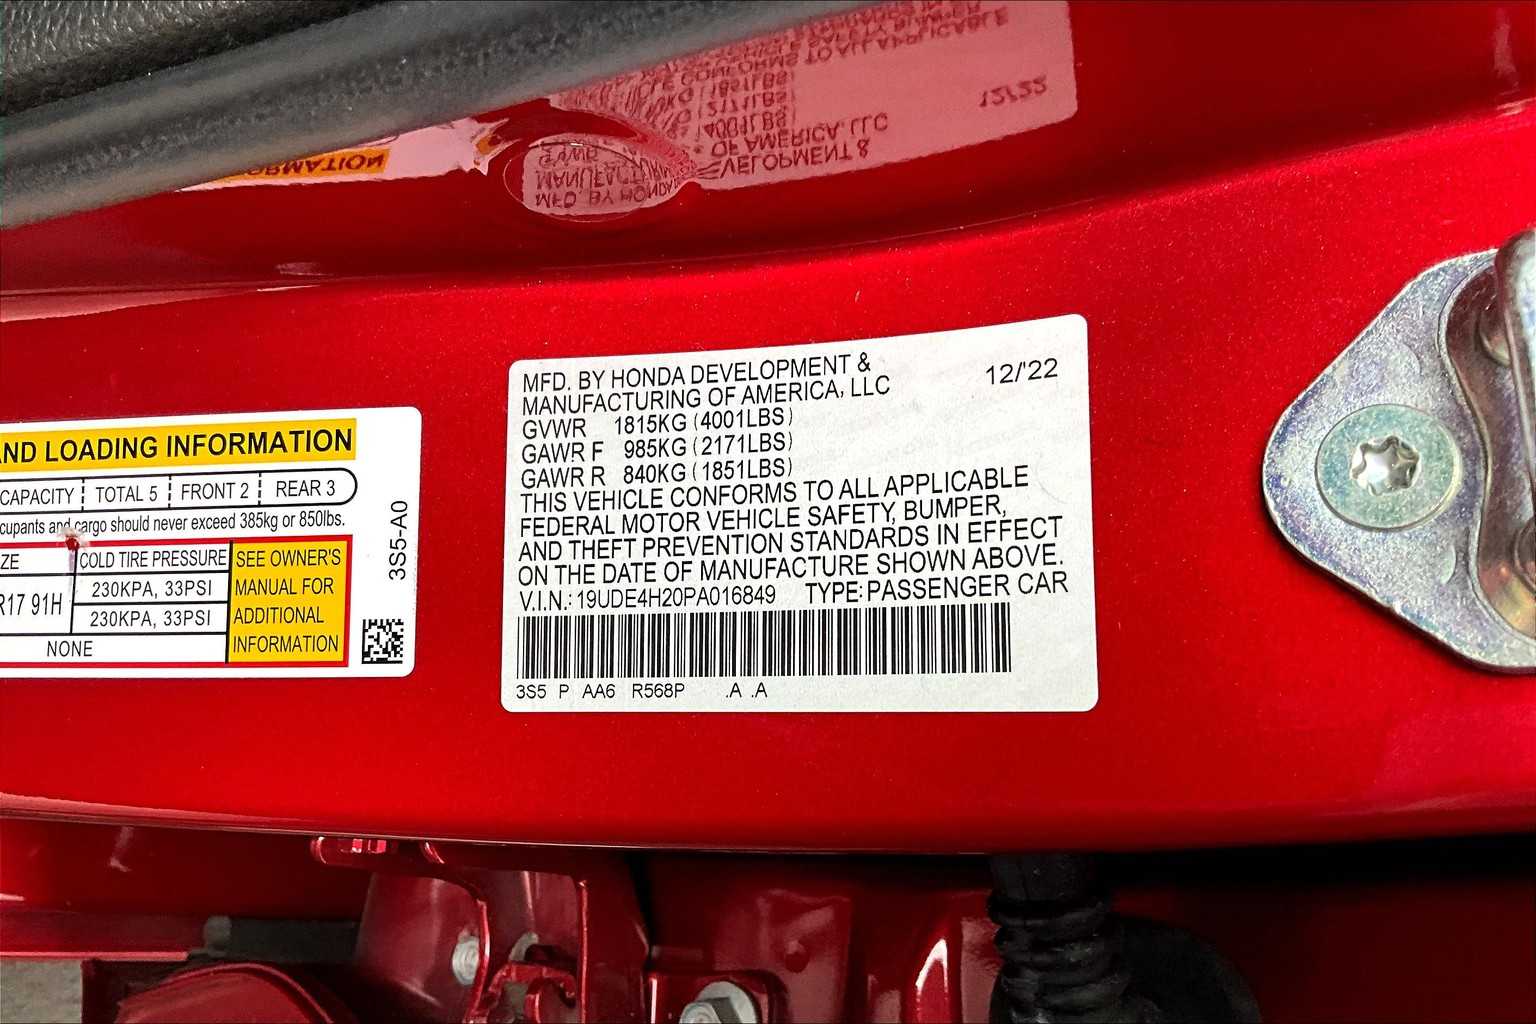 AND LOADING INFORMATION
CAPACITY TOTAL 5 FRONT 2 REAR 3
cupants and cargo should never exceed 385kg or 850lbs.
ZE COLD TIRE PRESSURE
R17 91H
230KPA, 33PSI
230KPA, 33PSI
NONE
SEE OWNER'S
MANUAL FOR
ADDITIONAL
INFORMATION
3S5-A0
MFD. BY HONDA DEVELOPMENT &
MANUFACTURING OF AMERICA, LLC
12/'22
GVWR 1815KG (4001LBS)
GAWR F 985KG (2171LBS)
GAWR R 840KG (1851LBS)
THIS VEHICLE CONFORMS TO ALL APPLICABLE
FEDERAL MOTOR VEHICLE SAFETY, BUMPER,
AND THEFT PREVENTION STANDARDS IN EFFECT
ON THE DATE OF MANUFACTURE SHOWN ABOVE.
V.I.N.: 19UDE4H20PA016849 TYPE: PASSENGER CAR
3S5 P AA6 R568P .A .A